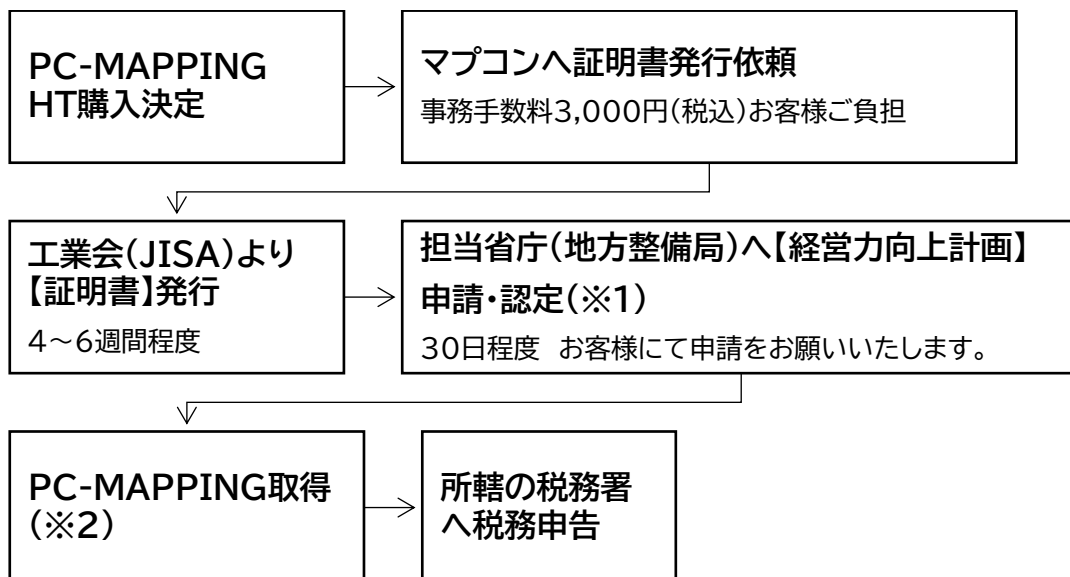 PC-MAPPING
HT購入決定
マプコンへ証明書発行依頼
事務手数料3,000円(税込)お客様ご負担
工業会(JISA)より
【証明書】発行
4～6週間程度
担当省庁(地方整備局)へ【経営力向上計画】
申請・認定(※1)
30日程度 お客様にて申請をお願いいたします。
PC-MAPPING取得
(※2)
所轄の税務署
へ税務申告